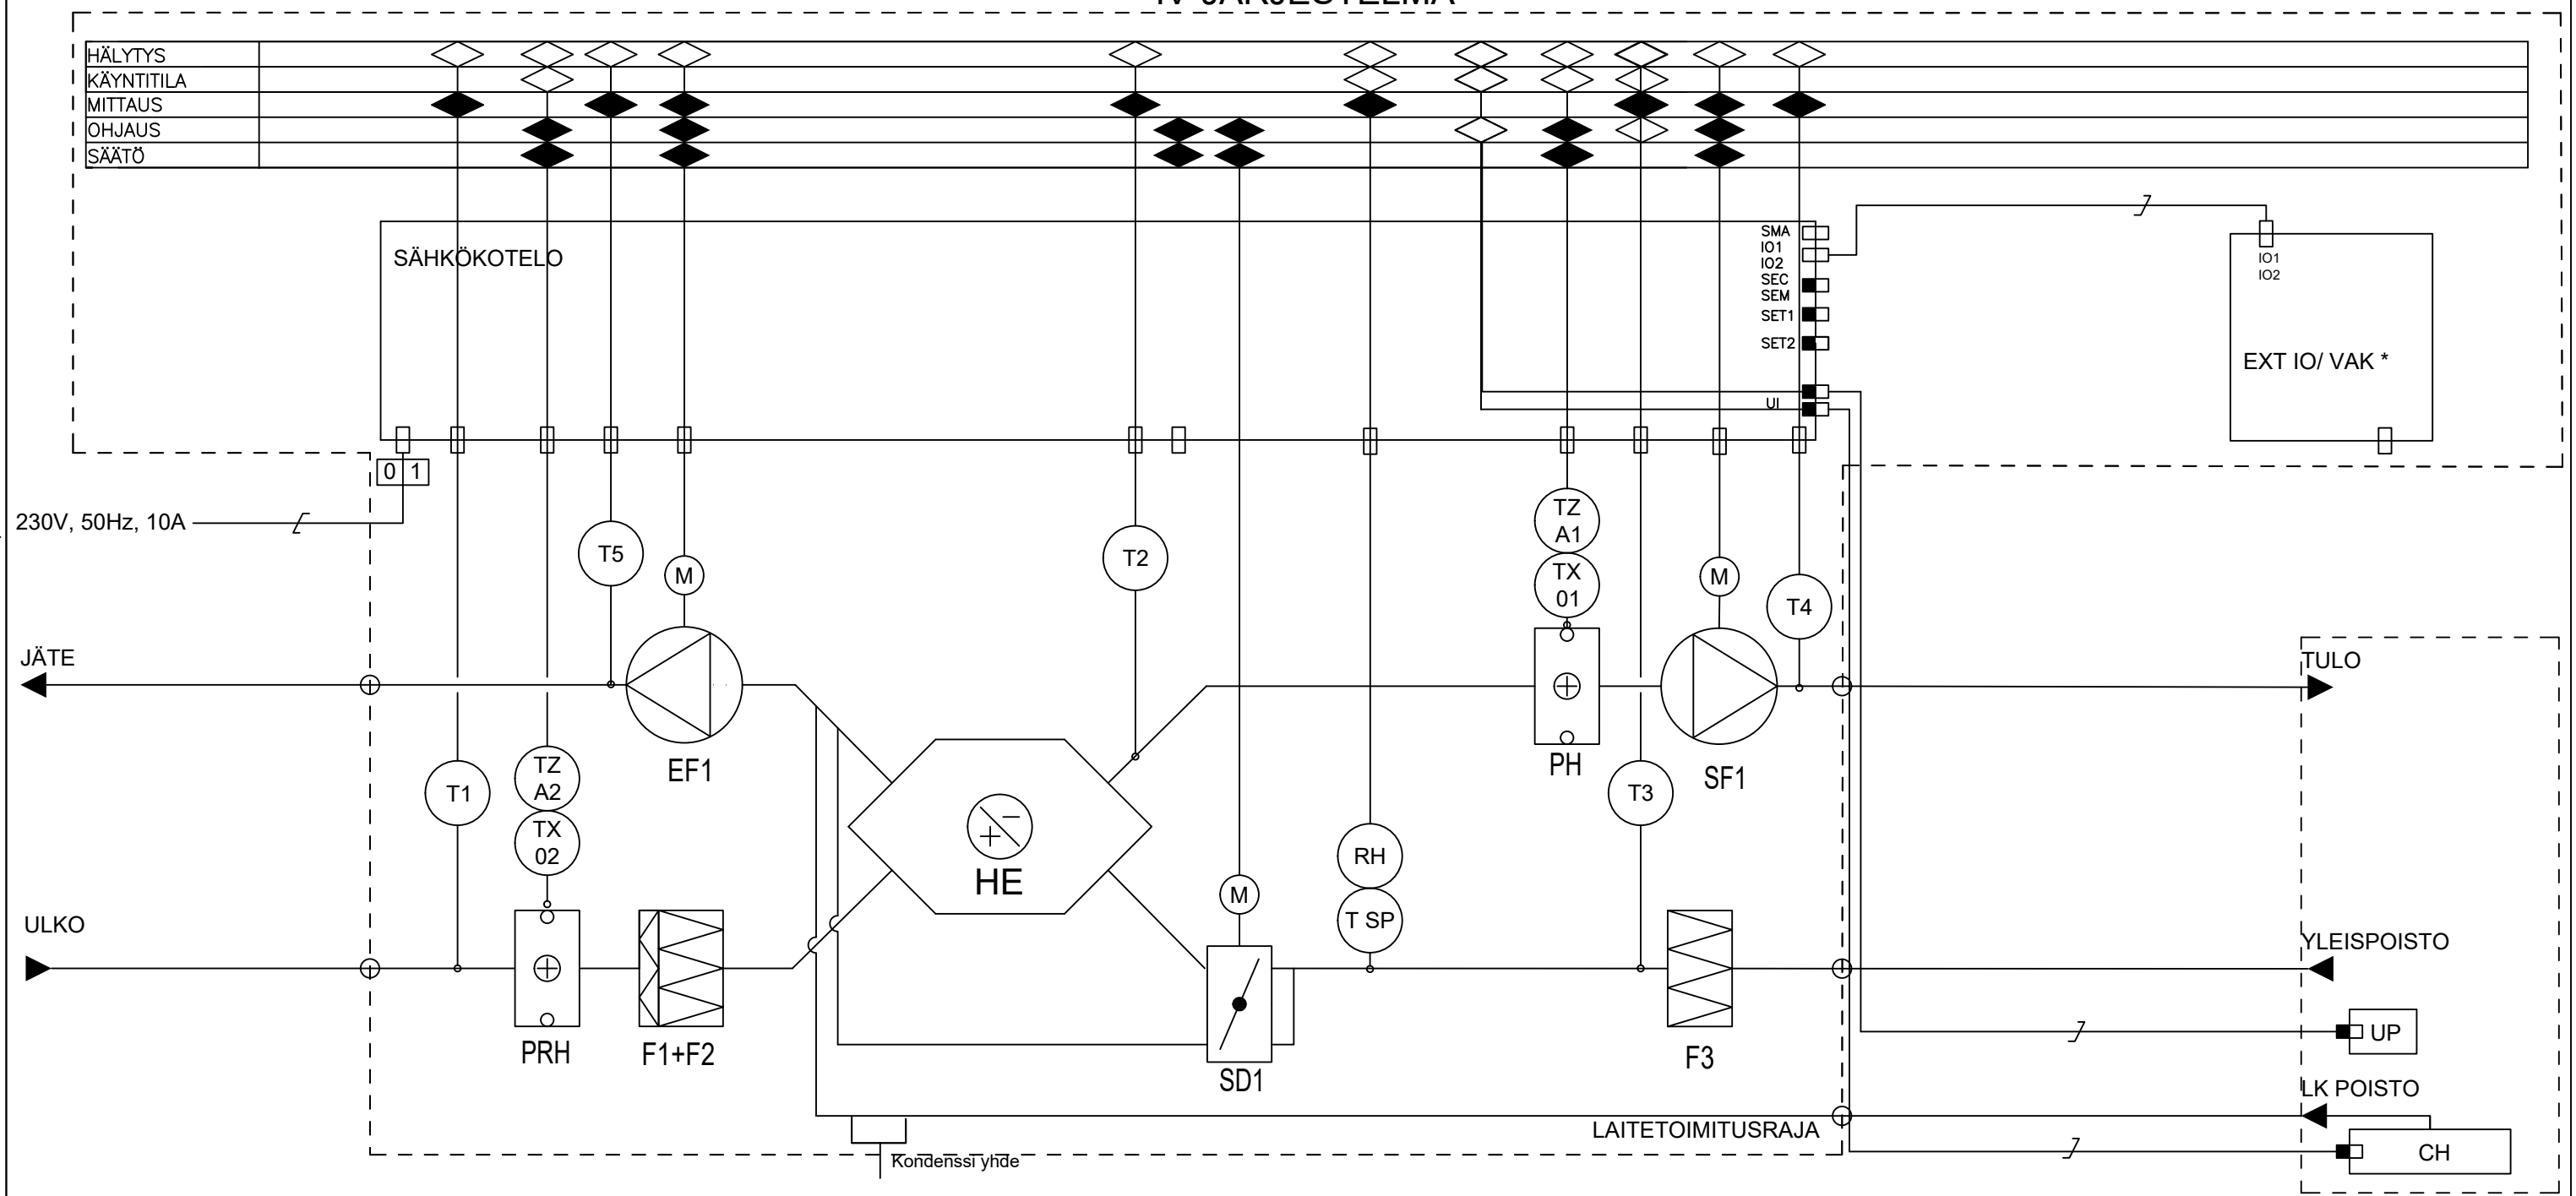 IV-JÄRJESTELMÄ
HÄLYTYS
KÄYNTITILA
MITTAUS
OHJAUS
SÄÄTÖ
SÄHKÖKOTELO
SMA
IO1
IO2
SEC
SEM
SET1
SET2
UI
IO1
IO2
EXT IO/ VAK *
0 1
230V, 50Hz, 10A
T5
M
T2
TZ
A1
TX
01
M
T4
JÄTE
TULO
EF1
PH
SF1
T1
TZ
A2
TX
02
T3
HE
RH
T SP
M
ULKO
YLEISPOISTO
PRH
F1+F2
SD1
F3
UP
LK POISTO
LAITETOIMITUSRAJA
CH
Kondenssi yhde